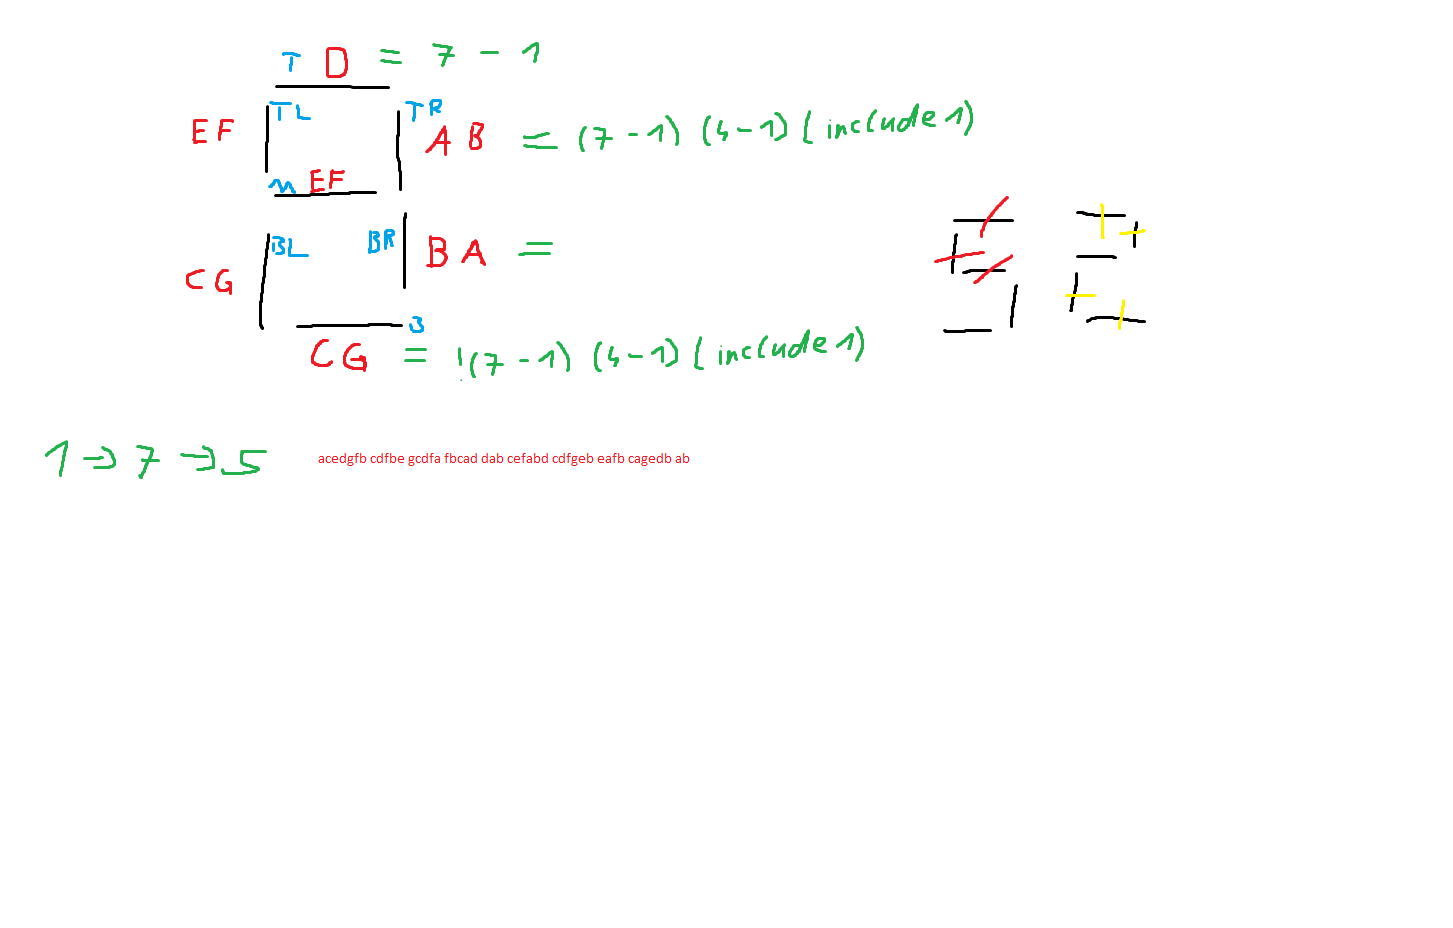 T D = 7 - 1
TL TR
EF AB = (7-1) (4-1) (include 1)
M EF
BL BR BA =
CG
B
CG = !(7-1) (4-1) (include 1)
1 → 7 → 5 acedgfb cdfbe gcdfa fbcad dab cefabd cdfgeb eafb cagedb ab